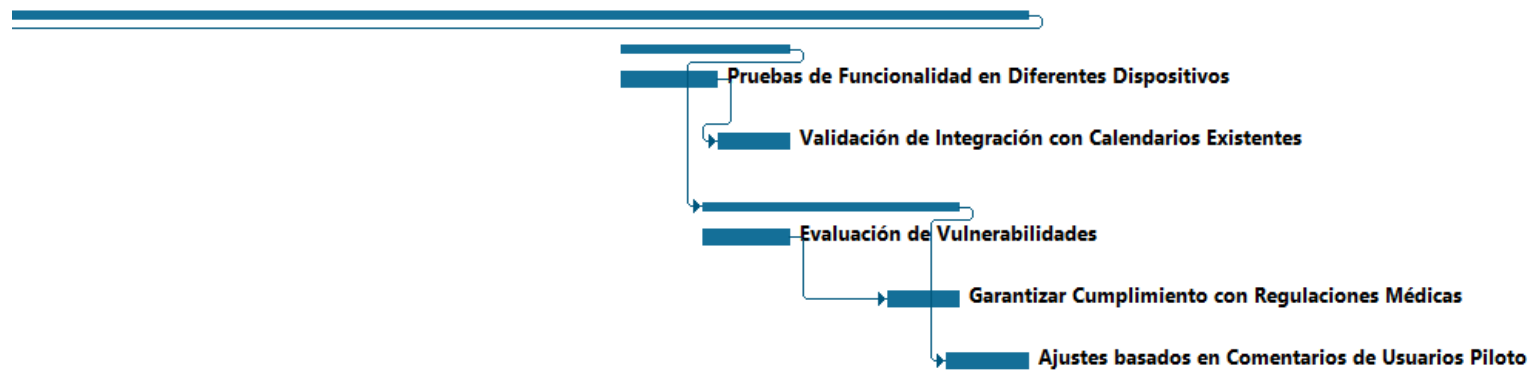 Pruebas de Funcionalidad en Diferentes Dispositivos
Validación de Integración con Calendarios Existentes
Evaluación de Vulnerabilidades
Garantizar Cumplimiento con Regulaciones Médicas
Ajustes basados en Comentarios de Usuarios Piloto